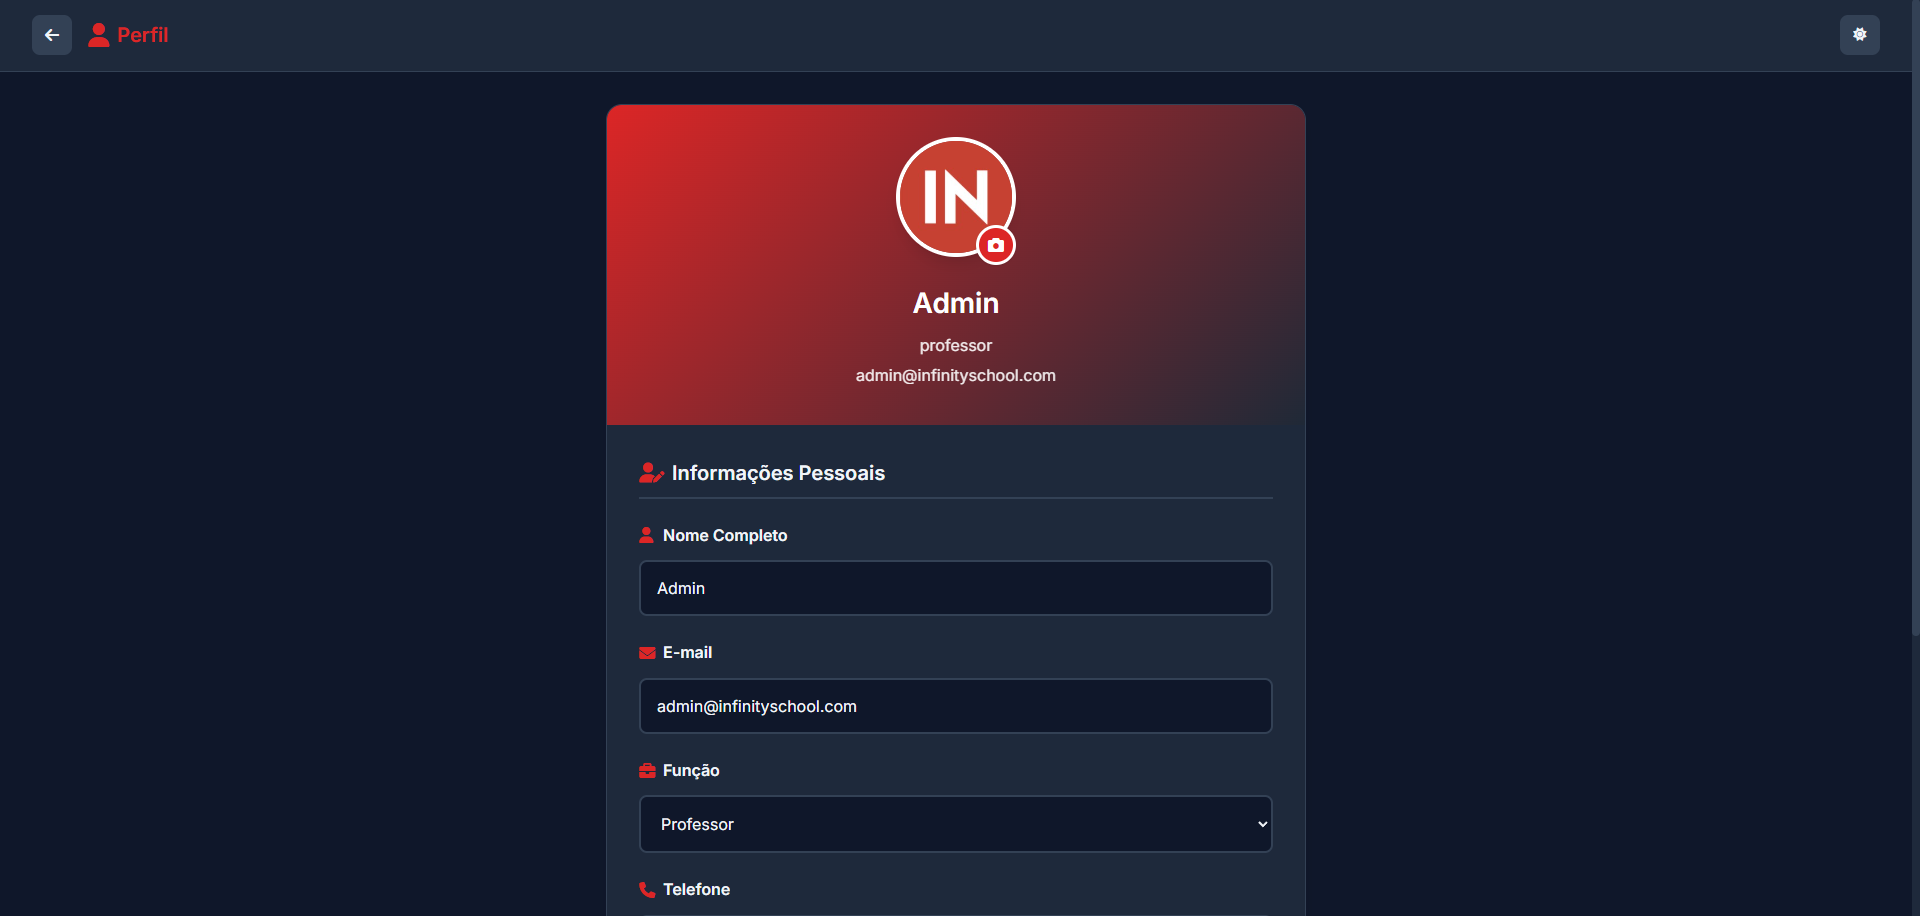 Perfil
IN
Admin
professor
admin@infinityschool.com
Informações Pessoais
Nome Completo
Admin
E-mail
admin@infinityschool.com
Função
Professor
Telefone